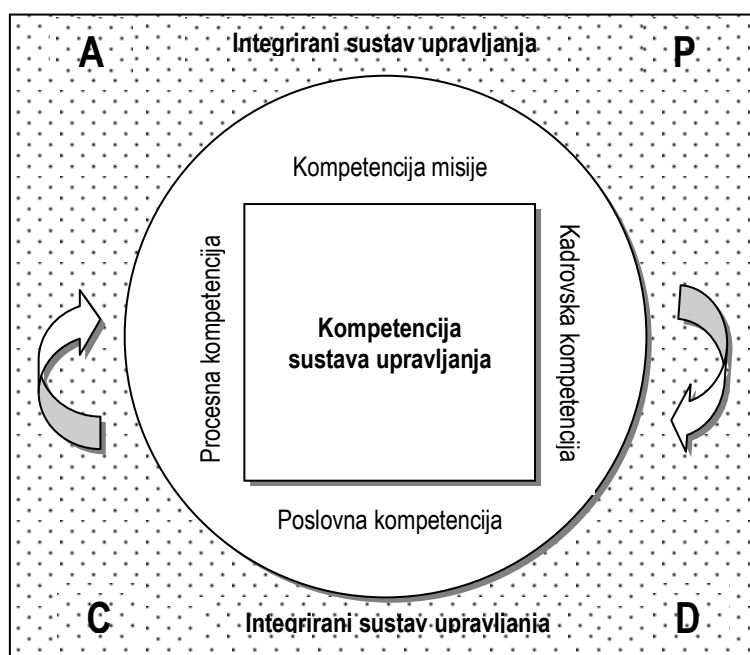 A Integrirani sustav upravljanja P
Kompetencija misije
Procesna kompetencija
Kadrovska kompetencija
Kompetencija
sustava upravljanja
Poslovna kompetencija
C Integrirani sustav upravljanja D